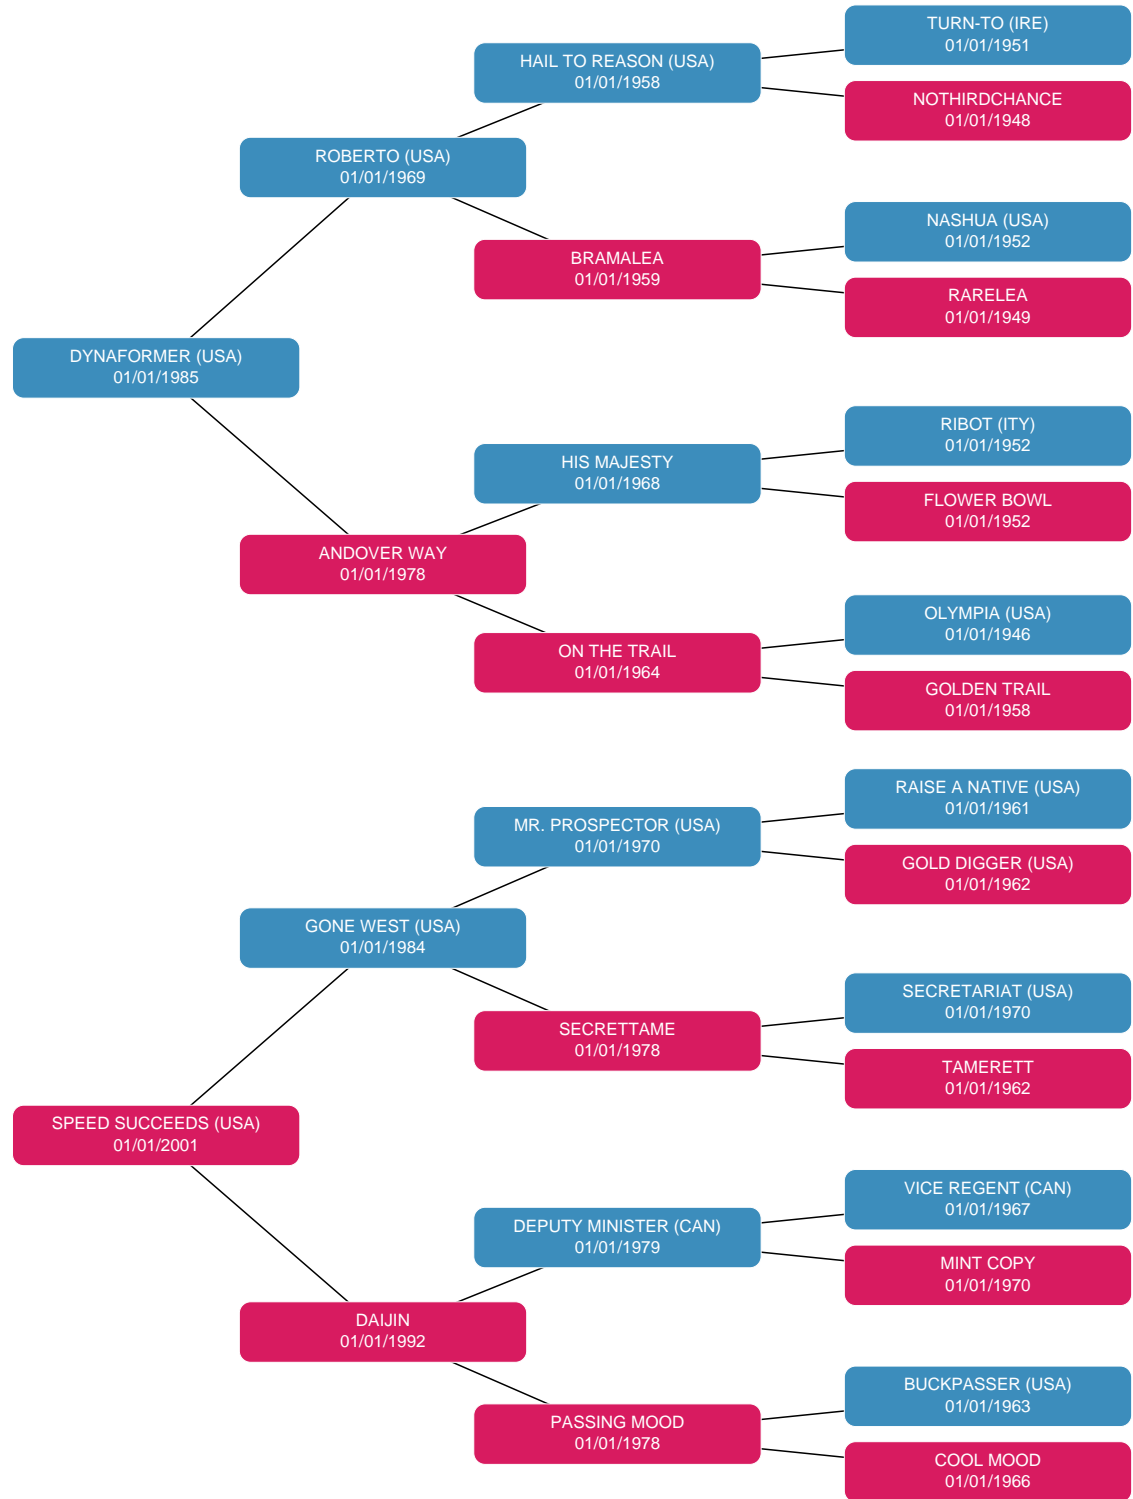 TURN-TO (IRE)
01/01/1951
HAIL TO REASON (USA)
01/01/1958
NOTHIRDCHANCE
01/01/1948
ROBERTO (USA)
01/01/1969
NASHUA (USA)
01/01/1952
BRAMALEA
01/01/1959
RARELEA
01/01/1949
DYNAFORMER (USA)
01/01/1985
RIBOT (ITY)
01/01/1952
HIS MAJESTY
01/01/1968
FLOWER BOWL
01/01/1952
ANDOVER WAY
01/01/1978
OLYMPIA (USA)
01/01/1946
ON THE TRAIL
01/01/1964
GOLDEN TRAIL
01/01/1958
RAISE A NATIVE (USA)
01/01/1961
MR. PROSPECTOR (USA)
01/01/1970
GOLD DIGGER (USA)
01/01/1962
GONE WEST (USA)
01/01/1984
SECRETARIAT (USA)
01/01/1970
SECRETTAME
01/01/1978
TAMERETT
01/01/1962
SPEED SUCCEEDS (USA)
01/01/2001
VICE REGENT (CAN)
01/01/1967
DEPUTY MINISTER (CAN)
01/01/1979
MINT COPY
01/01/1970
DAIJIN
01/01/1992
BUCKPASSER (USA)
01/01/1963
PASSING MOOD
01/01/1978
COOL MOOD
01/01/1966